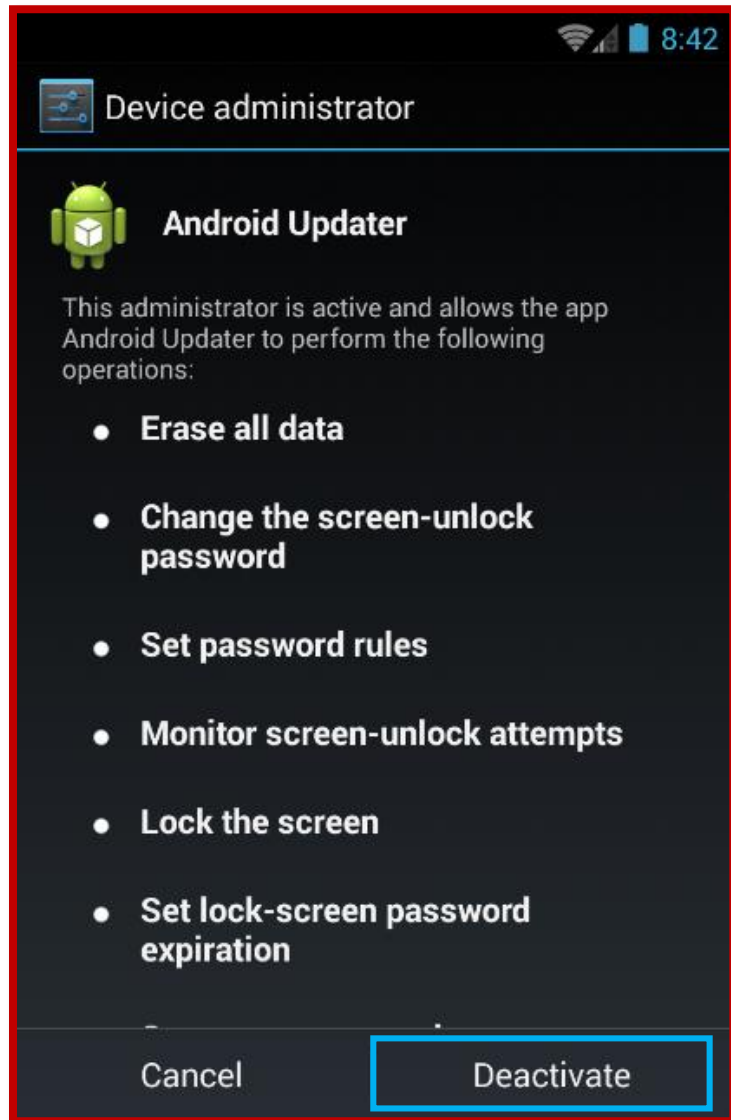 8:42
Device administrator
Android Updater
This administrator is active and allows the app
Android Updater to perform the following
operations:
Erase all data
Change the screen-unlock
password
Set password rules
Monitor screen-unlock attempts
Lock the screen
Set lock-screen password
expiration
Cancel
Deactivate